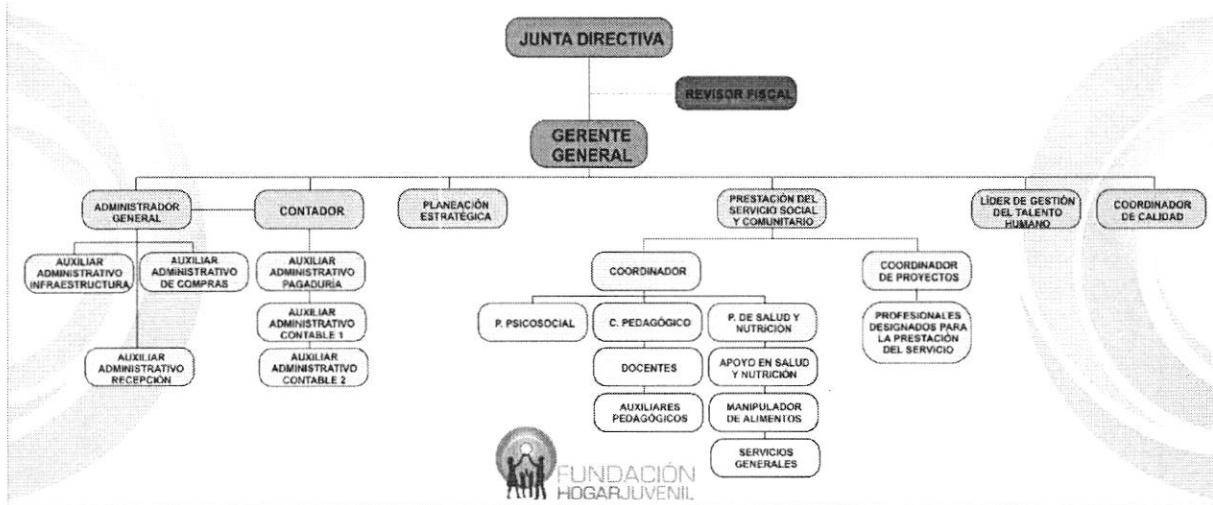 JUNTA DIRECTIVA
REVISOR FISCAL
GERENTE
GENERAL
ADMINISTRADOR
GENERAL
CONTADOR
PLANEACIÓN
ESTRATÉGICA
PRESTACIÓN DEL
SERVICIO SOCIAL
Y COMUNITARIO
LÍDER DE GESTIÓN
DEL TALENTO
HUMANO
COORDINADOR
DE CALIDAD
AUXILIAR
ADMINISTRATIVO
INFRAESTRUCTURA
AUXILIAR
ADMINISTRATIVO
DE COMPRAS
AUXILIAR
ADMINISTRATIVO
PAGADURÍA
COORDINADOR
COORDINADOR
DE PROYECTOS
AUXILIAR
ADMINISTRATIVO
CONTABLE 1
P. PSICOSOCIAL
C. PEDAGÓGICO
P. DE SALUD Y
NUTRICIÓN
PROFESIONALES
DESIGNADOS PARA
LA PRESTACIÓN
DEL SERVICIO
AUXILIAR
ADMINISTRATIVO
RECEPCIÓN
AUXILIAR
ADMINISTRATIVO
CONTABLE 2
DOCENTES
APOYO EN SALUD
Y NUTRICIÓN
AUXILIARES
PEDAGÓGICOS
MANIPULADOR
DE ALIMENTOS
SERVICIOS
GENERALES
FUNDACIÓN
HOGARJUVENIL